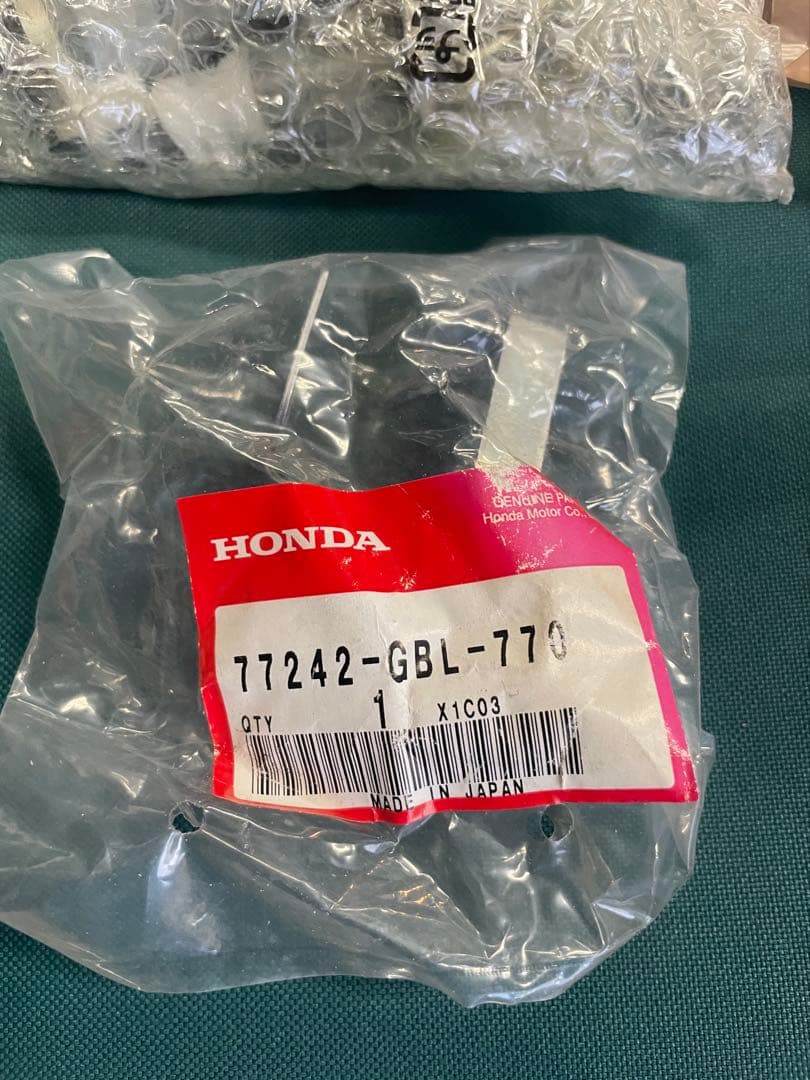 GENUINE PA
Honda Motor Co.,
HONDA
77242-GBL-770
QTY 1 X1C03
MADE IN JAPAN